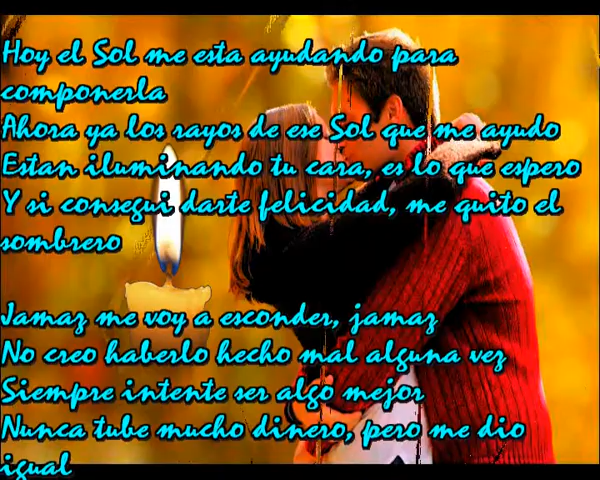 Hoy el Sol me esta ayudando para
componerla
Ahora ya los rayos de ese Sol que me ayudo
Estan iluminando tu cara, es lo que espero
Y si consegui darte felicidad, me quito el
sombrero
Jamaz me voy a esconder, jamaz
No creo haberlo hecho mal alguna vez
Siempre intente ser algo mejor
Nunca tube mucho dinero, pero me dio
igual